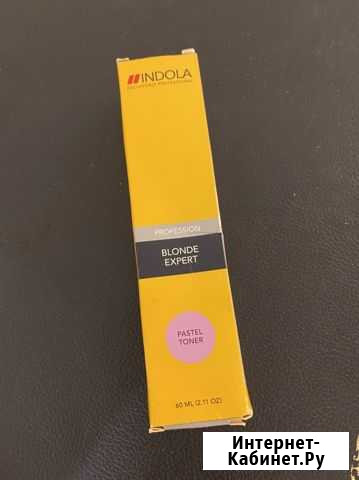 INDOLA
PROFESSION
BLONDE
EXPERT
PASTEL
TONER
60 ML (2.11 OZ)
Интернет-
Кабинет.Ру